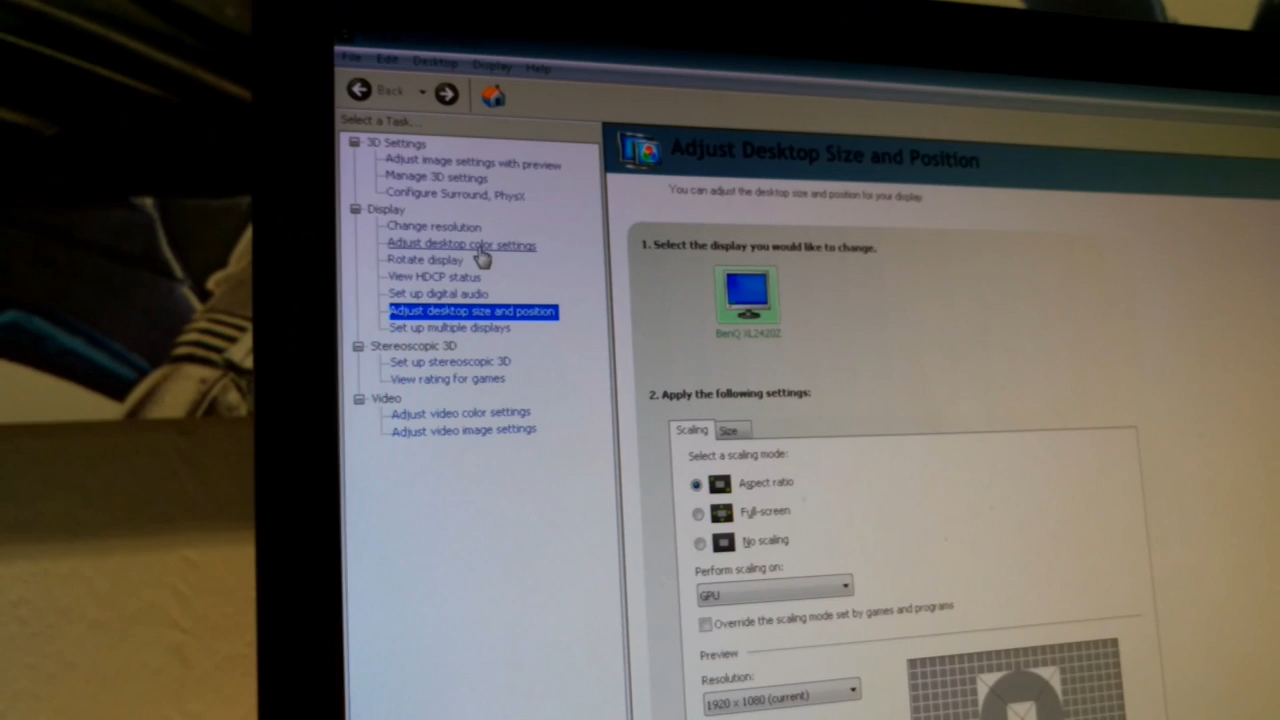 File Edit Desktop Display Help
Back
Select a Task...
3D Settings
Adjust image settings with preview
Manage 3D settings
Configure Surround, PhysX
Display
Change resolution
Adjust desktop color settings
Rotate display
View HDCP status
Set up digital audio
Adjust desktop size and position
Set up multiple displays
Stereoscopic 3D
Set up stereoscopic 3D
View rating for games
Video
Adjust video color settings
Adjust video image settings
Adjust Desktop Size and Position
You can adjust the desktop size and position for your display.
1. Select the display you would like to change.
BenQ XL2420Z
2. Apply the following settings:
Scaling Size
Select a scaling mode:
Aspect ratio
Full-screen
No scaling
Perform scaling on:
GPU
Override the scaling mode set by games and programs
Preview
Resolution:
1920 × 1080 (current)